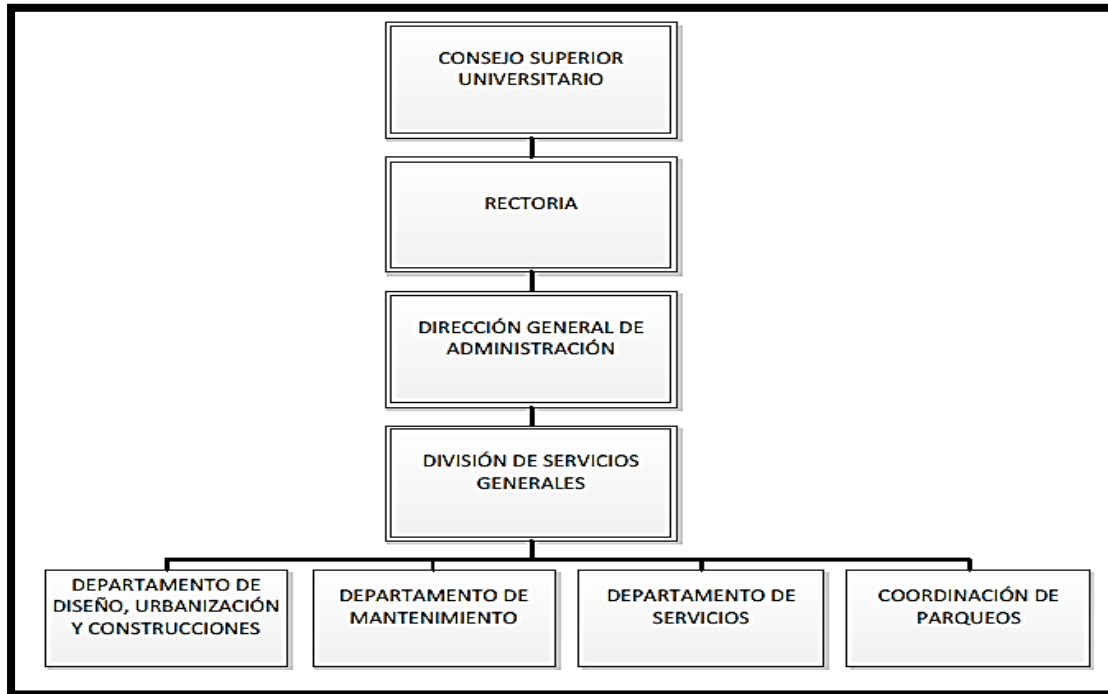 CONSEJO SUPERIOR
UNIVERSITARIO
RECTORIA
DIRECCIÓN GENERAL DE
ADMINISTRACIÓN
DIVISIÓN DE SERVICIOS
GENERALES
DEPARTAMENTO DE
DISEÑO, URBANIZACIÓN
Y CONSTRUCCIONES
DEPARTAMENTO DE
MANTENIMIENTO
DEPARTAMENTO DE
SERVICIOS
COORDINACIÓN DE
PARQUEOS